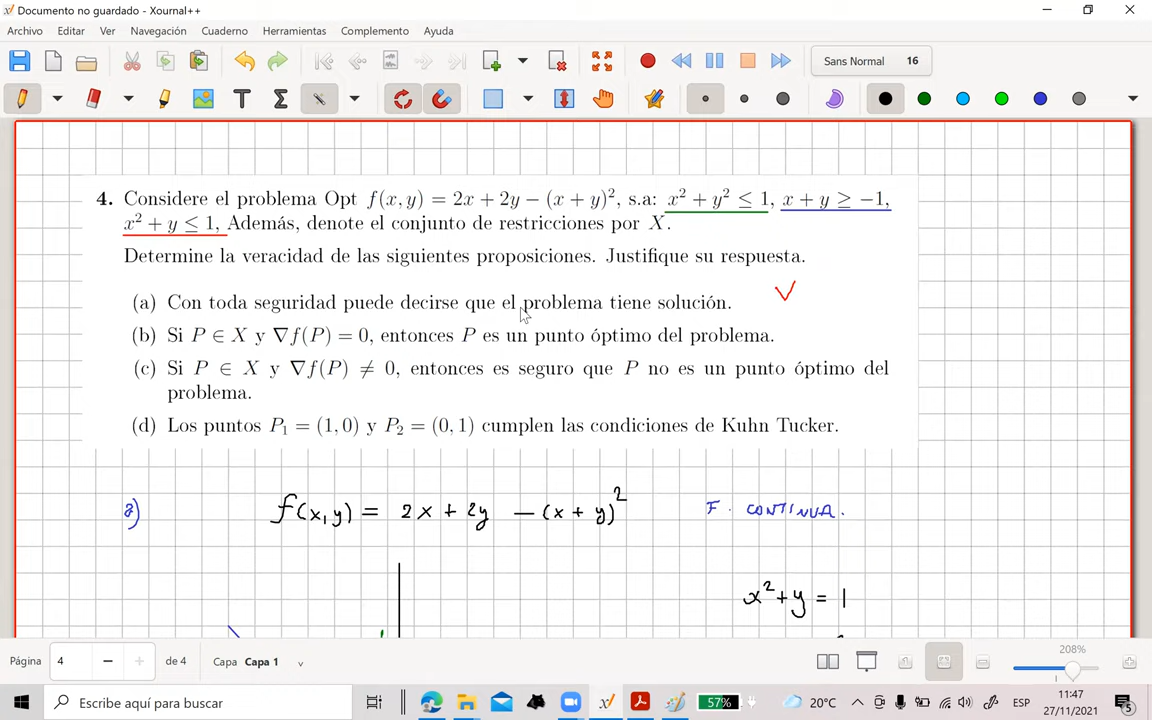 Documento no guardado - Xournal++
Archivo Editar Ver Navegación Cuaderno Herramientas Complemento Ayuda
Sans Normal 16
4. Considere el problema Opt f(x, y) = 2x + 2y − (x + y)², s.a: x² + y² ≤ 1, x + y ≥ −1,
x² + y ≤ 1, Además, denote el conjunto de restricciones por X.
Determine la veracidad de las siguientes proposiciones. Justifique su respuesta.
(a) Con toda seguridad puede decirse que el problema tiene solución. V
(b) Si P ∈ X y ∇f(P) = 0, entonces P es un punto óptimo del problema.
(c) Si P ∈ X y ∇f(P) ≠ 0, entonces es seguro que P no es un punto óptimo del
problema.
(d) Los puntos P₁ = (1, 0) y P₂ = (0, 1) cumplen las condiciones de Kuhn Tucker.
a) f(x, y) = 2x + 2y − (x + y)² F. CONTINUA.
x² + y = 1
Página 4 de 4 Capa Capa 1 208%
Escribe aquí para buscar 57% 20°C ESP 11:47
27/11/2021 5